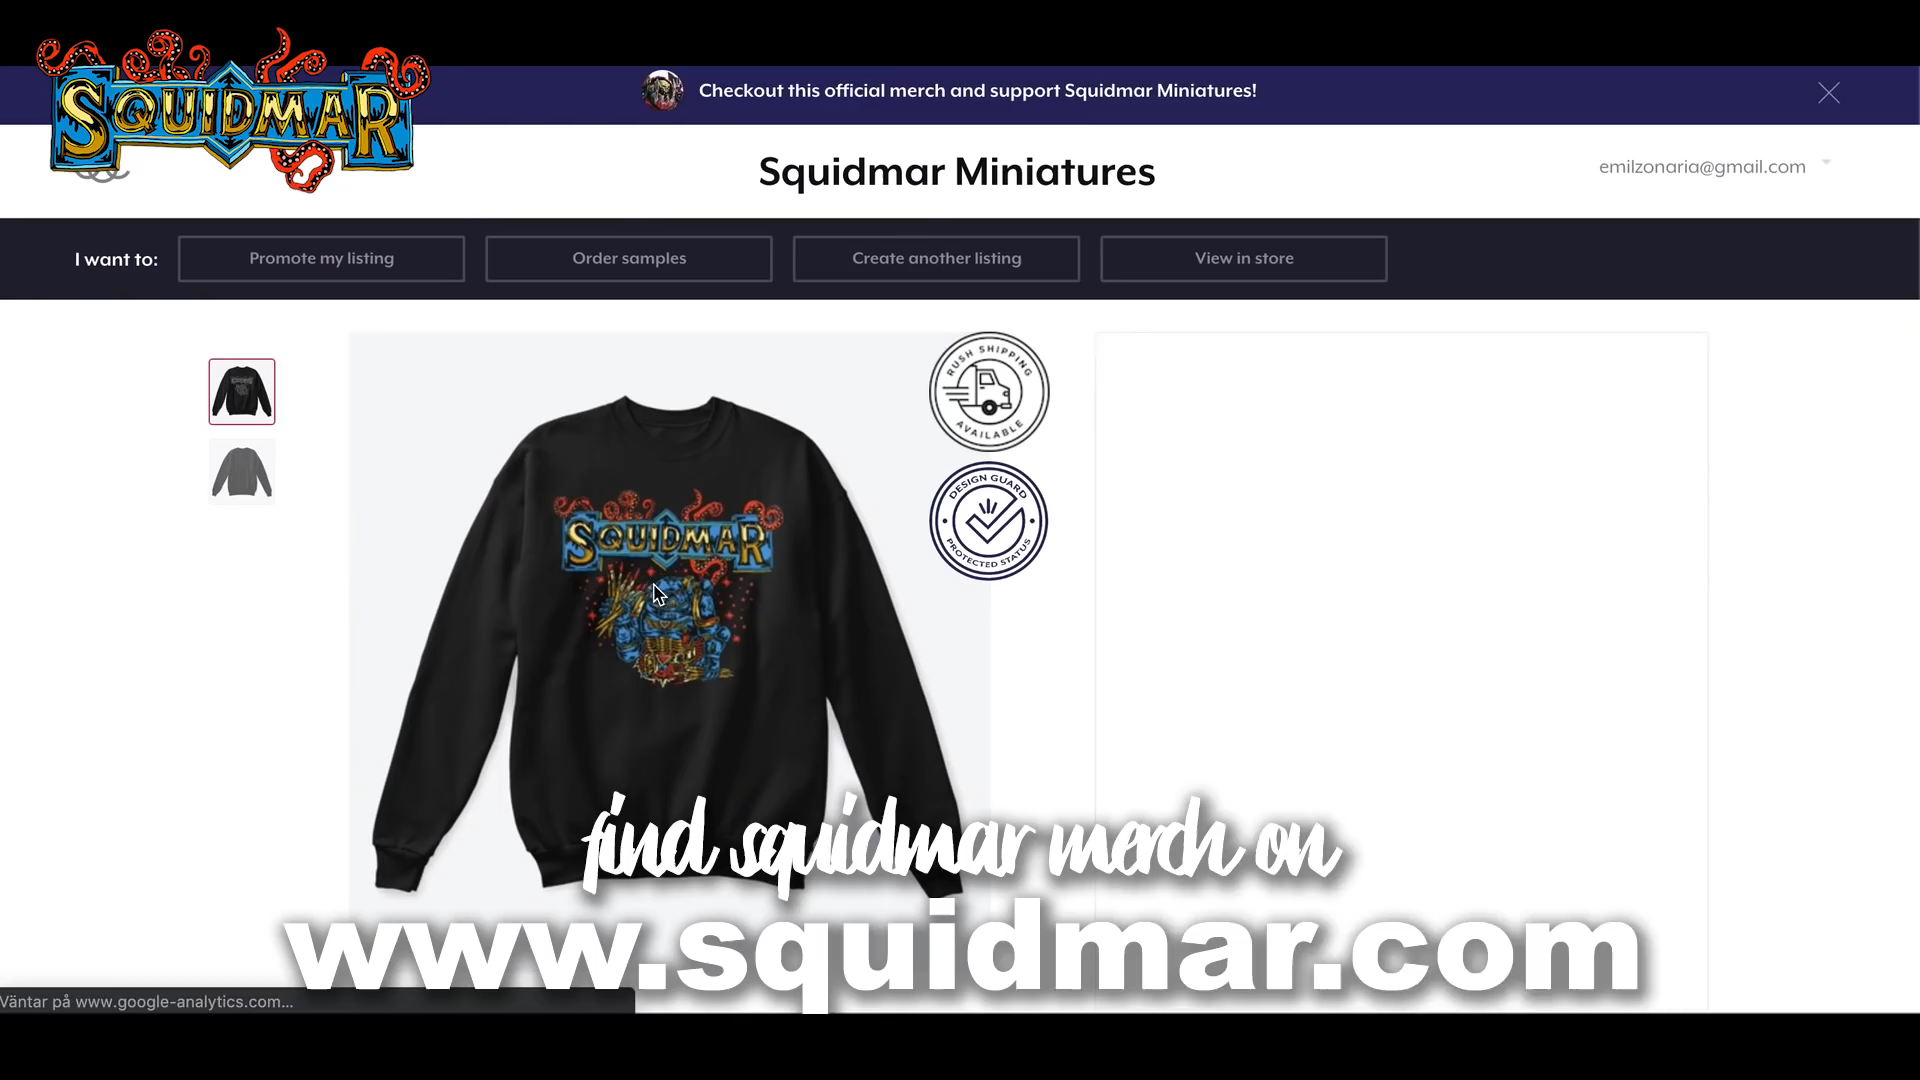 SQUIDMAR
Checkout this official merch and support Squidmar Miniatures!
Squidmar Miniatures
emilzonaria@gmail.com
I want to:
Promote my listing
Order samples
Create another listing
View in store
RUSH SHIPPING
AVAILABLE
DESIGN GUARD
PROTECTED STATUS
SQUIDMAR
find squidmar merch on
www.squidmar.com
Väntar på www.google-analytics.com...